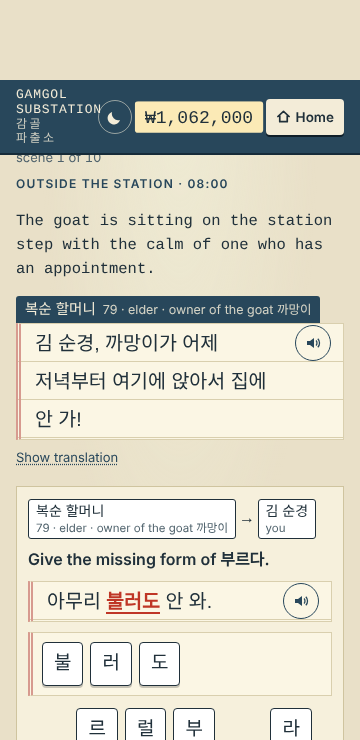 GAMGOL
SUBSTATION
감골
파출소
₩1,062,000
Home
scene 1 of 10
OUTSIDE THE STATION · 08:00
The goat is sitting on the station
step with the calm of one who has
an appointment.
복순 할머니 79 · elder · owner of the goat 까망이
김 순경, 까망이가 어제
저녁부터 여기에 앉아서 집에
안 가!
Show translation
복순 할머니
79 · elder · owner of the goat 까망이
→
김 순경
you
Give the missing form of 부르다.
아무리 불러도 안 와.
불 러 도
르 럴 부 라